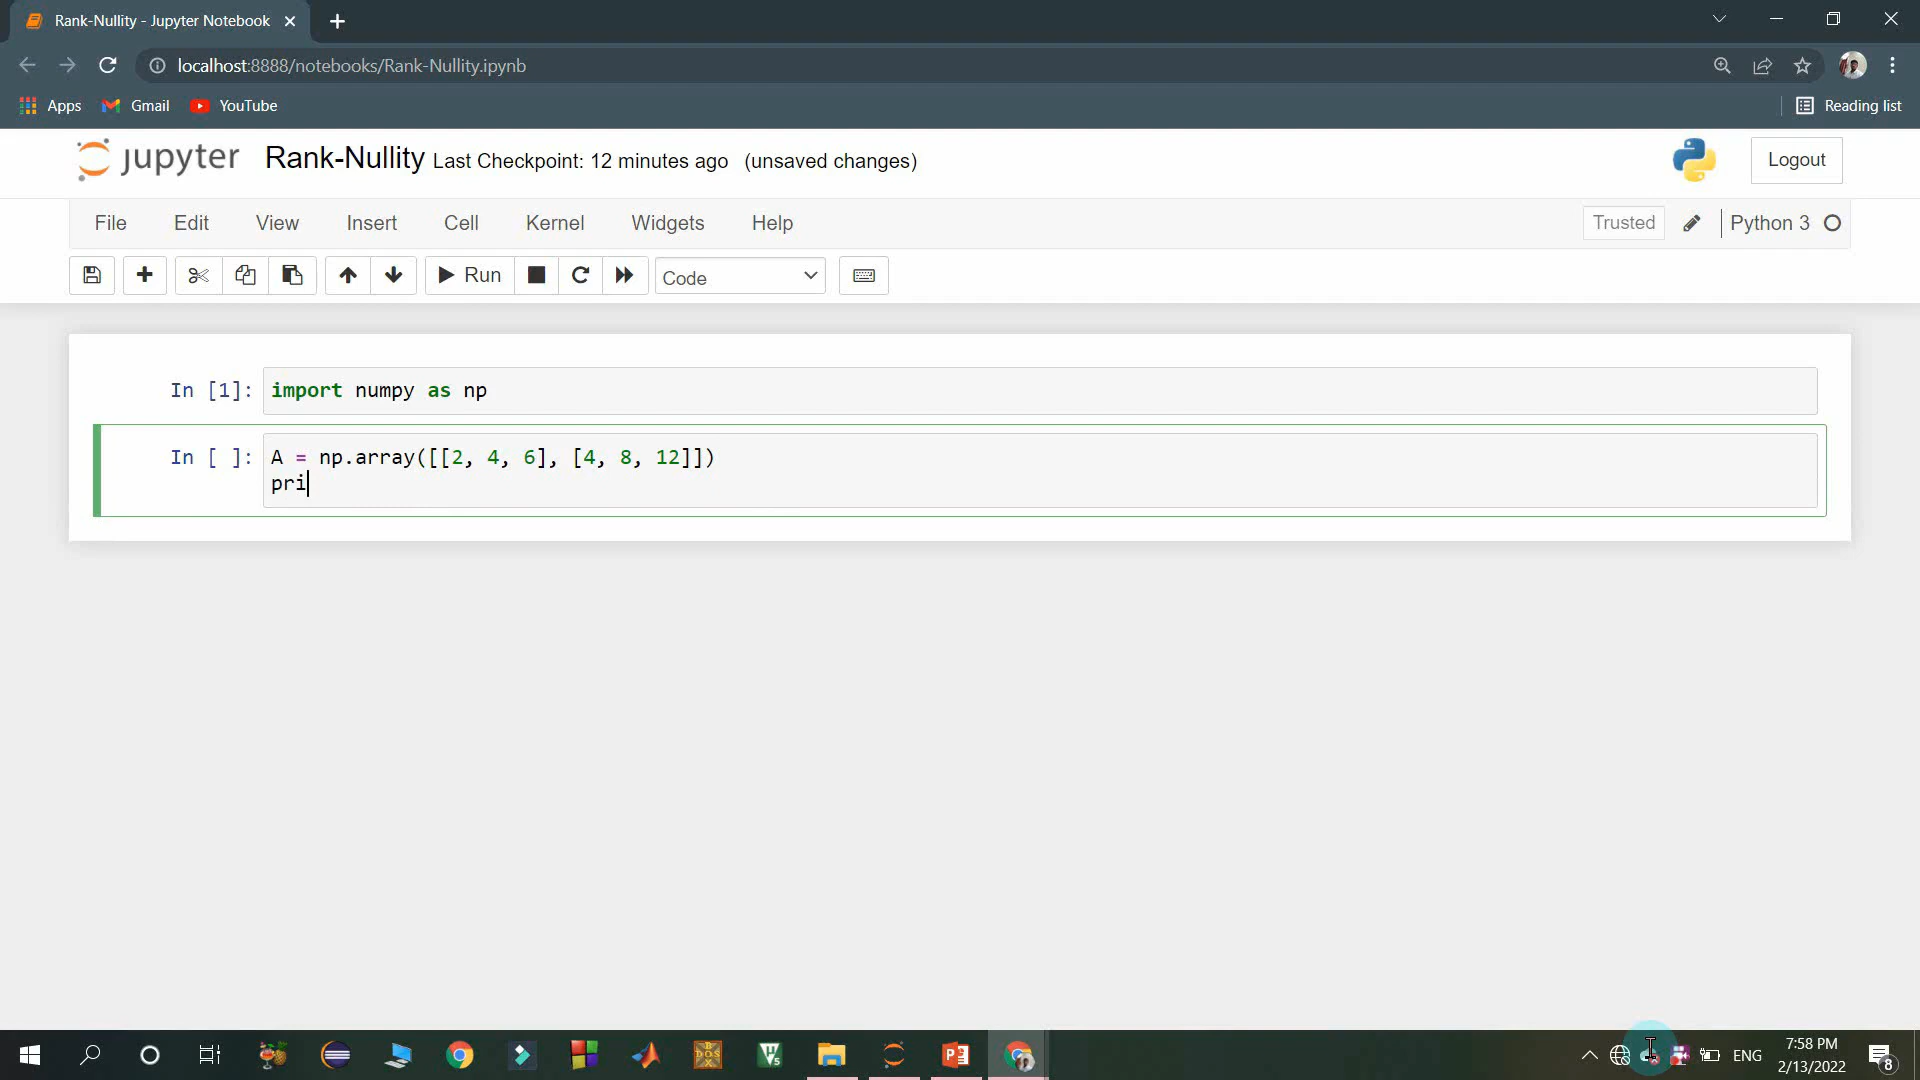 Rank-Nullity - Jupyter Notebook
localhost:8888/notebooks/Rank-Nullity.ipynb
Apps Gmail YouTube Reading list
jupyter Rank-Nullity Last Checkpoint: 12 minutes ago (unsaved changes) Logout
File Edit View Insert Cell Kernel Widgets Help Trusted Python 3
Run Code
In [1]: import numpy as np
In [ ]: A = np.array([[2, 4, 6], [4, 8, 12]])
pri
ENG 7:58 PM
2/13/2022 8